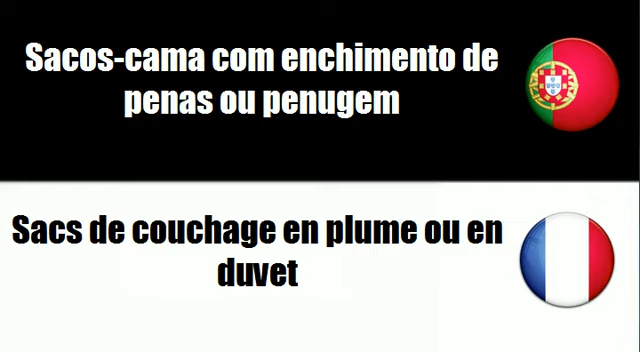 Sacos-cama com enchimento de
penas ou penugem
Sacs de couchage en plume ou en
duvet